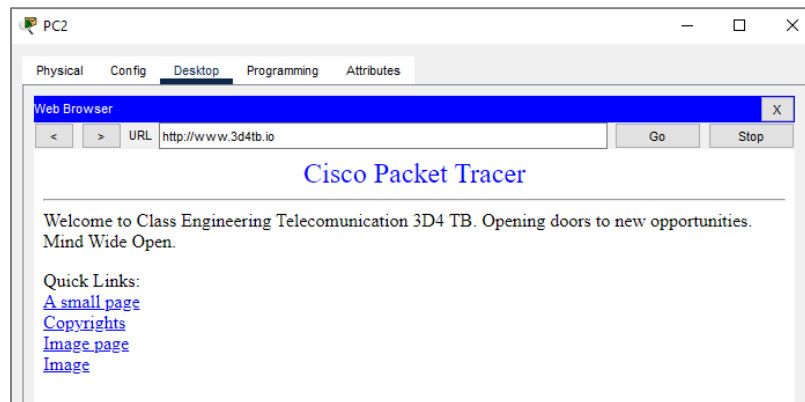 PC2
Physical Config Desktop Programming Attributes
Web Browser X
< > URL http://www.3d4tb.io Go Stop
Cisco Packet Tracer
Welcome to Class Engineering Telecomunication 3D4 TB. Opening doors to new opportunities.
Mind Wide Open.
Quick Links:
A small page
Copyrights
Image page
Image